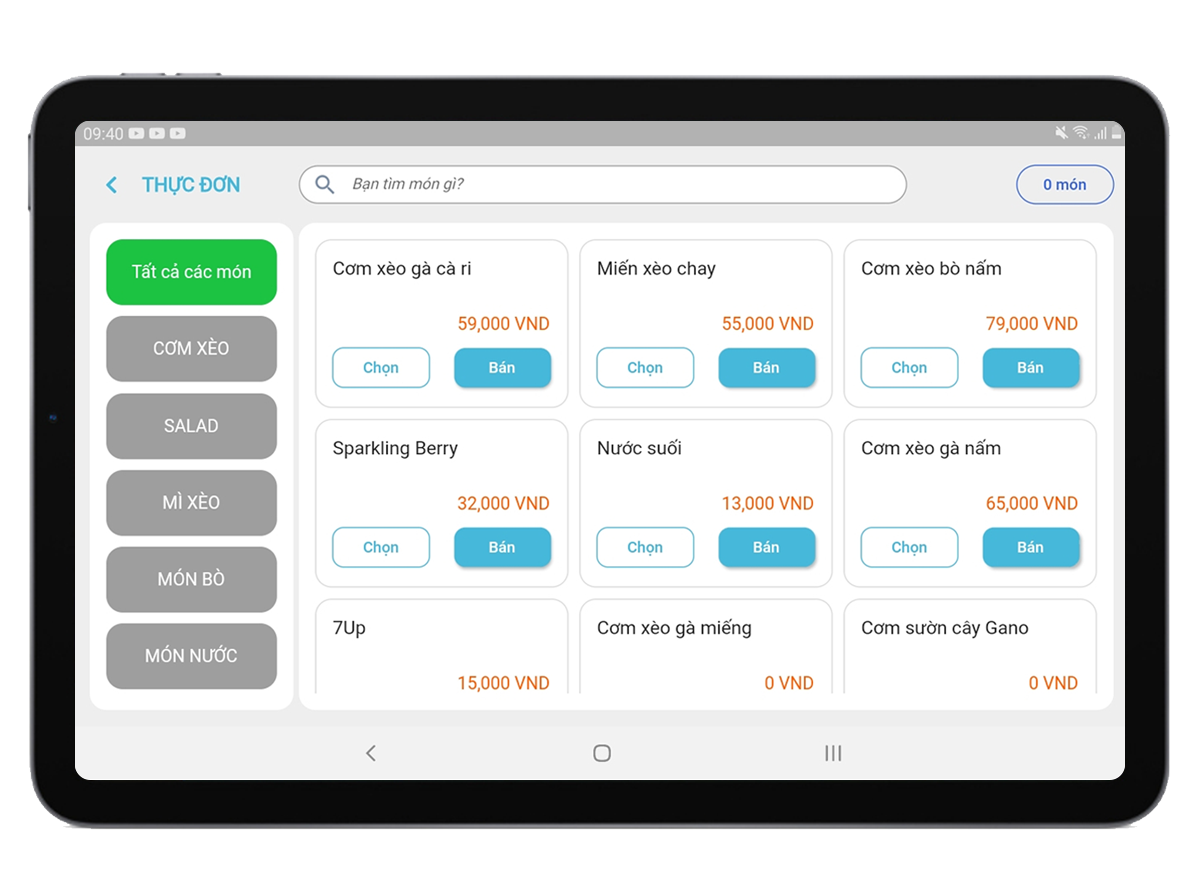 09:40
THỰC ĐƠN
Bạn tìm món gì?
0 món
Tất cả các món
CƠM XÈO
SALAD
MÌ XÈO
MÓN BÒ
MÓN NƯỚC
Cơm xèo gà cà ri
59,000 VND
Chọn
Bán
Miến xèo chay
55,000 VND
Chọn
Bán
Cơm xèo bò nấm
79,000 VND
Chọn
Bán
Sparkling Berry
32,000 VND
Chọn
Bán
Nước suối
13,000 VND
Chọn
Bán
Cơm xèo gà nấm
65,000 VND
Chọn
Bán
7Up
15,000 VND
Cơm xèo gà miếng
0 VND
Cơm sườn cây Gano
0 VND